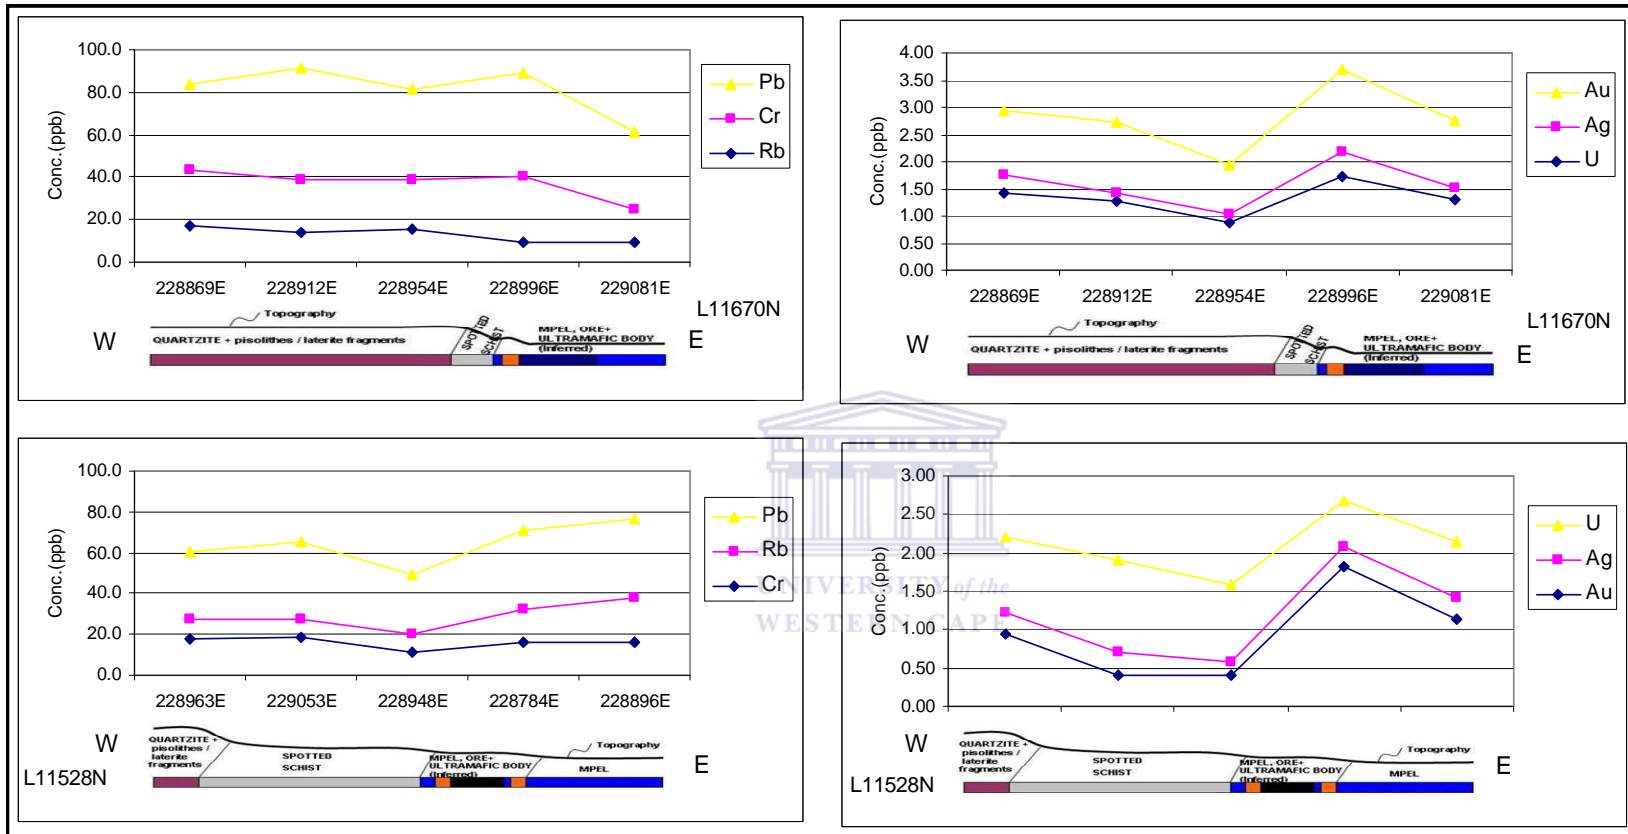 100.0
80.0
60.0
40.0
20.0
0.0
Conc.(ppb)
Pb
Cr
Rb
228869E 228912E 228954E 228996E 229081E
L11670N
W
Topography
QUARTZITE + pisolithes / laterite fragments
SPOTTED
SCHIST
MPEL, ORE+
ULTRAMAFIC BODY
(Inferred)
E
4.00
3.50
3.00
2.50
2.00
1.50
1.00
0.50
0.00
Conc.(ppb)
Au
Ag
U
228869E 228912E 228954E 228996E 229081E
L11670N
W
Topography
QUARTZITE + pisolithes / laterite fragments
SPOTTED
SCHIST
MPEL, ORE+
ULTRAMAFIC BODY
(Inferred)
E
100.0
80.0
60.0
40.0
20.0
0.0
Conc.(ppb)
Pb
Rb
Cr
228963E 229053E 228948E 228784E 228896E
W
QUARTZITE +
pisolithes /
laterite
fragments
SPOTTED
SCHIST
MPEL, ORE+
ULTRAMAFIC BODY
(Inferred)
Topography
MPEL
E
L11528N
3.00
2.50
2.00
1.50
1.00
0.50
0.00
Conc.(ppb)
U
Ag
Au
W
QUARTZITE +
pisolithes /
laterite
fragments
SPOTTED
SCHIST
MPEL, ORE+
ULTRAMAFIC BODY
(Inferred)
Topography
MPEL
E
L11528N
UNIVERSITY of the
WESTERN CAPE